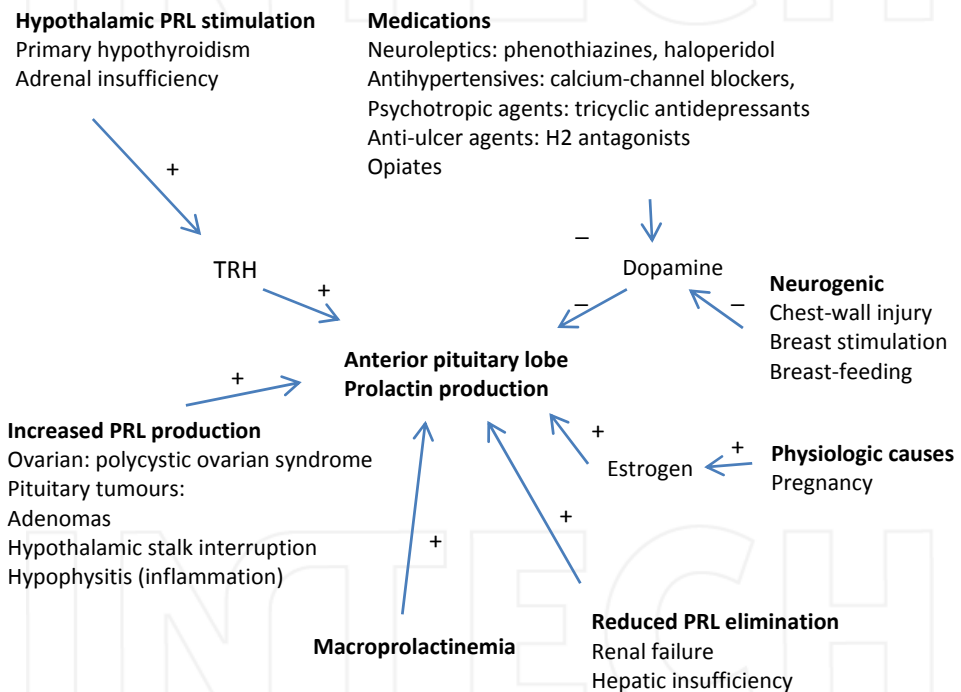 Hypothalamic PRL stimulation
Primary hypothyroidism
Adrenal insufficiency
Medications
Neuroleptics: phenothiazines, haloperidol
Antihypertensives: calcium-channel blockers,
Psychotropic agents: tricyclic antidepressants
Anti-ulcer agents: H2 antagonists
Opiates
+
–
TRH
+
Dopamine
–
–
Neurogenic
Chest-wall injury
Breast stimulation
Breast-feeding
Anterior pituitary lobe
Prolactin production
+
Increased PRL production
Ovarian: polycystic ovarian syndrome
Pituitary tumours:
Adenomas
Hypothalamic stalk interruption
Hypophysitis (inflammation)
+
Estrogen
+
Physiologic causes
Pregnancy
+
+
Macroprolactinemia
Reduced PRL elimination
Renal failure
Hepatic insufficiency
INTECH